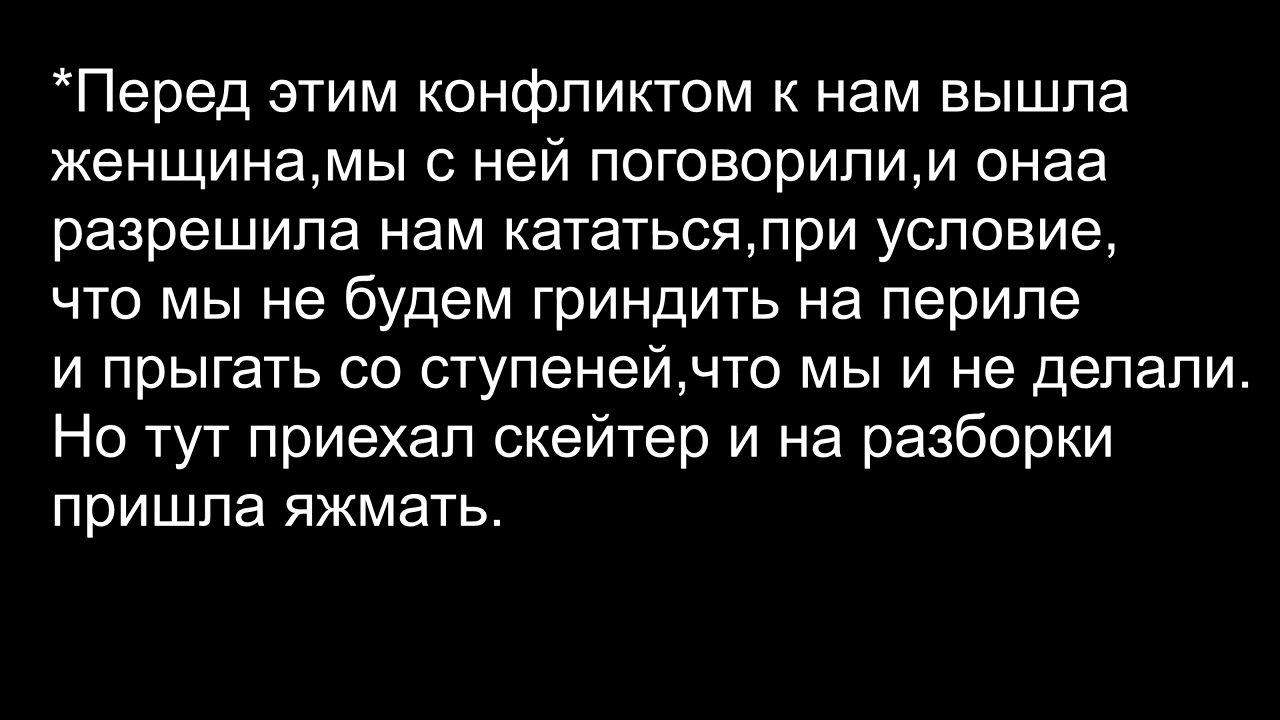 *Перед этим конфликтом к нам вышла
женщина,мы с ней поговорили,и онаа
разрешила нам кататься,при условие,
что мы не будем гриндить на периле
и прыгать со ступеней,что мы и не делали.
Но тут приехал скейтер и на разборки
пришла яжмать.